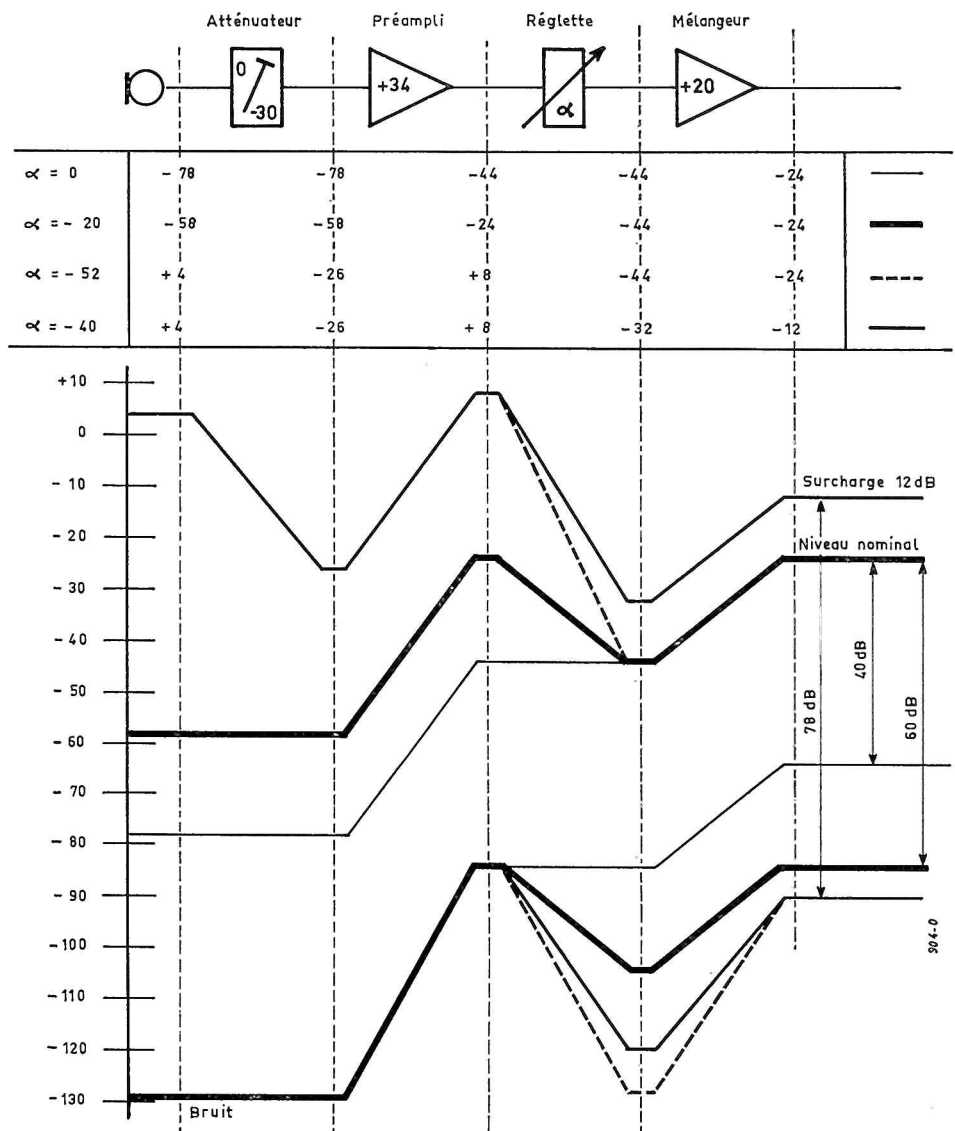 Atténuateur Préampli Réglette Mélangeur
0 -30 +34 α +20
α = 0 - 78 -78 -44 -44 -24
α = - 20 -58 -58 -24 -44 -24
α = - 52 + 4 -26 +8 -44 -24
α = - 40 +4 -26 + 8 -32 -12
+10
0
- 10
- 20
- 30
- 40
- 50
- 60
- 70
- 80
- 90
-100
-110
-120
-130
Surcharge 12dB
Niveau nominal
78 dB
40 dB
60 dB
Bruit
904-0